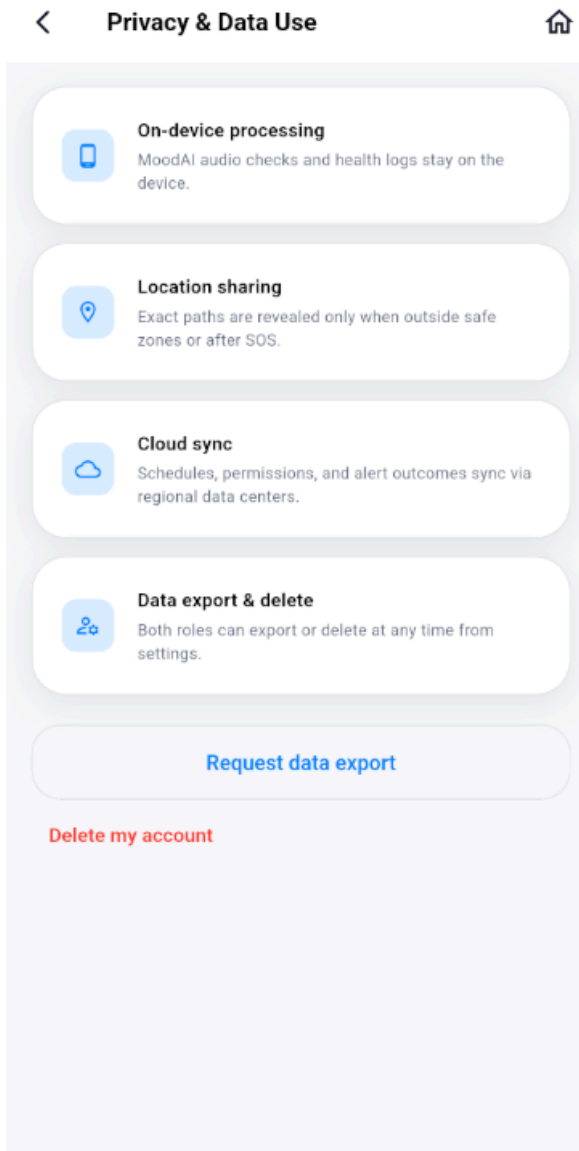 Privacy & Data Use
On-device processing
MoodAI audio checks and health logs stay on the
device.
Location sharing
Exact paths are revealed only when outside safe
zones or after SOS.
Cloud sync
Schedules, permissions, and alert outcomes sync via
regional data centers.
Data export & delete
Both roles can export or delete at any time from
settings.
Request data export
Delete my account